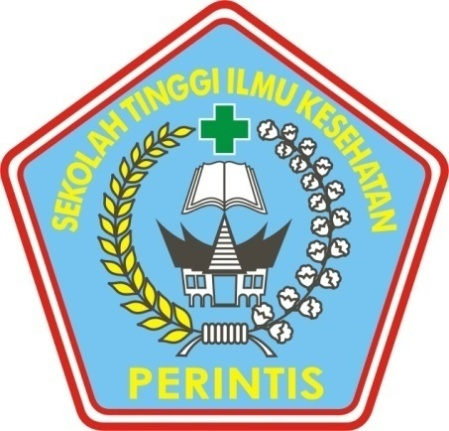 SEKOLAH TINGGI ILMU KESEHATAN
PERINTIS